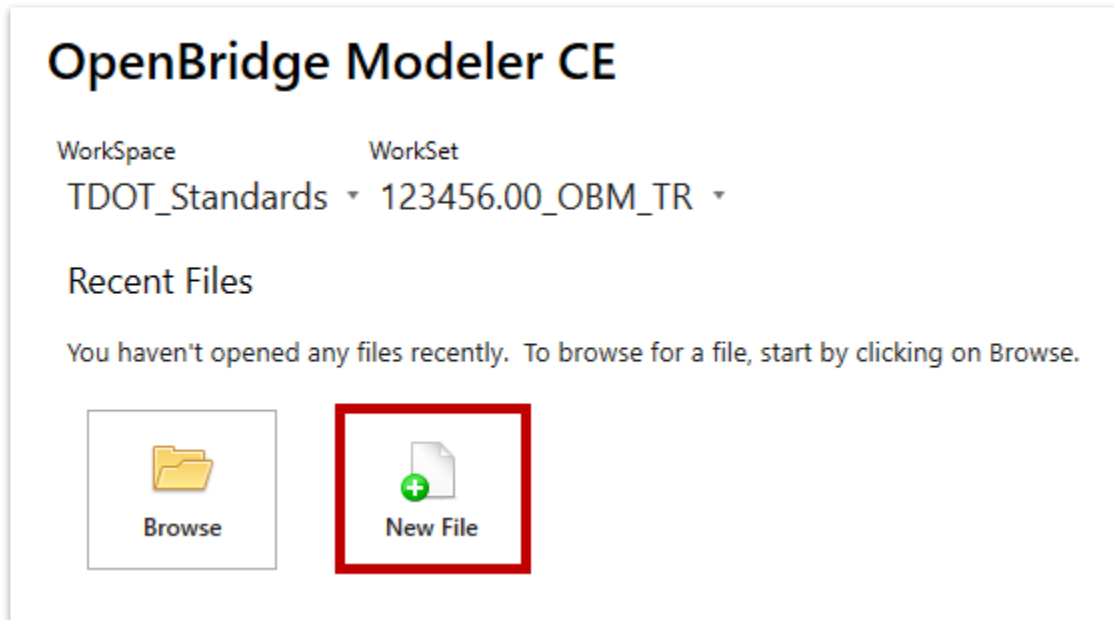 OpenBridge Modeler CE
WorkSpace WorkSet
TDOT_Standards 123456.00_OBM_TR
Recent Files
You haven't opened any files recently. To browse for a file, start by clicking on Browse.
Browse New File